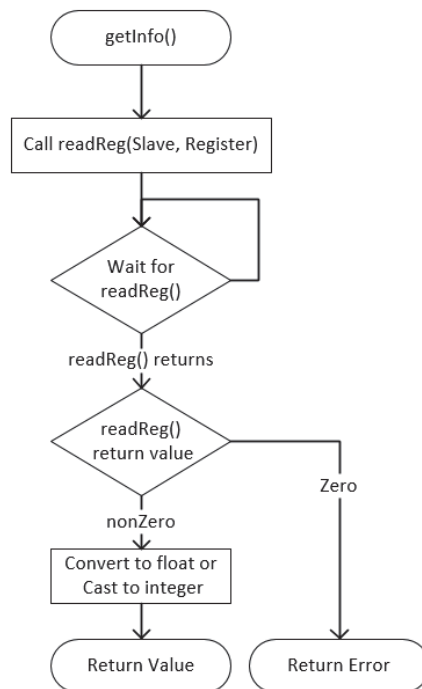 getInfo()
Call readReg(Slave, Register)
Wait for
readReg()
readReg() returns
readReg()
return value
Zero
nonZero
Convert to float or
Cast to integer
Return Value
Return Error